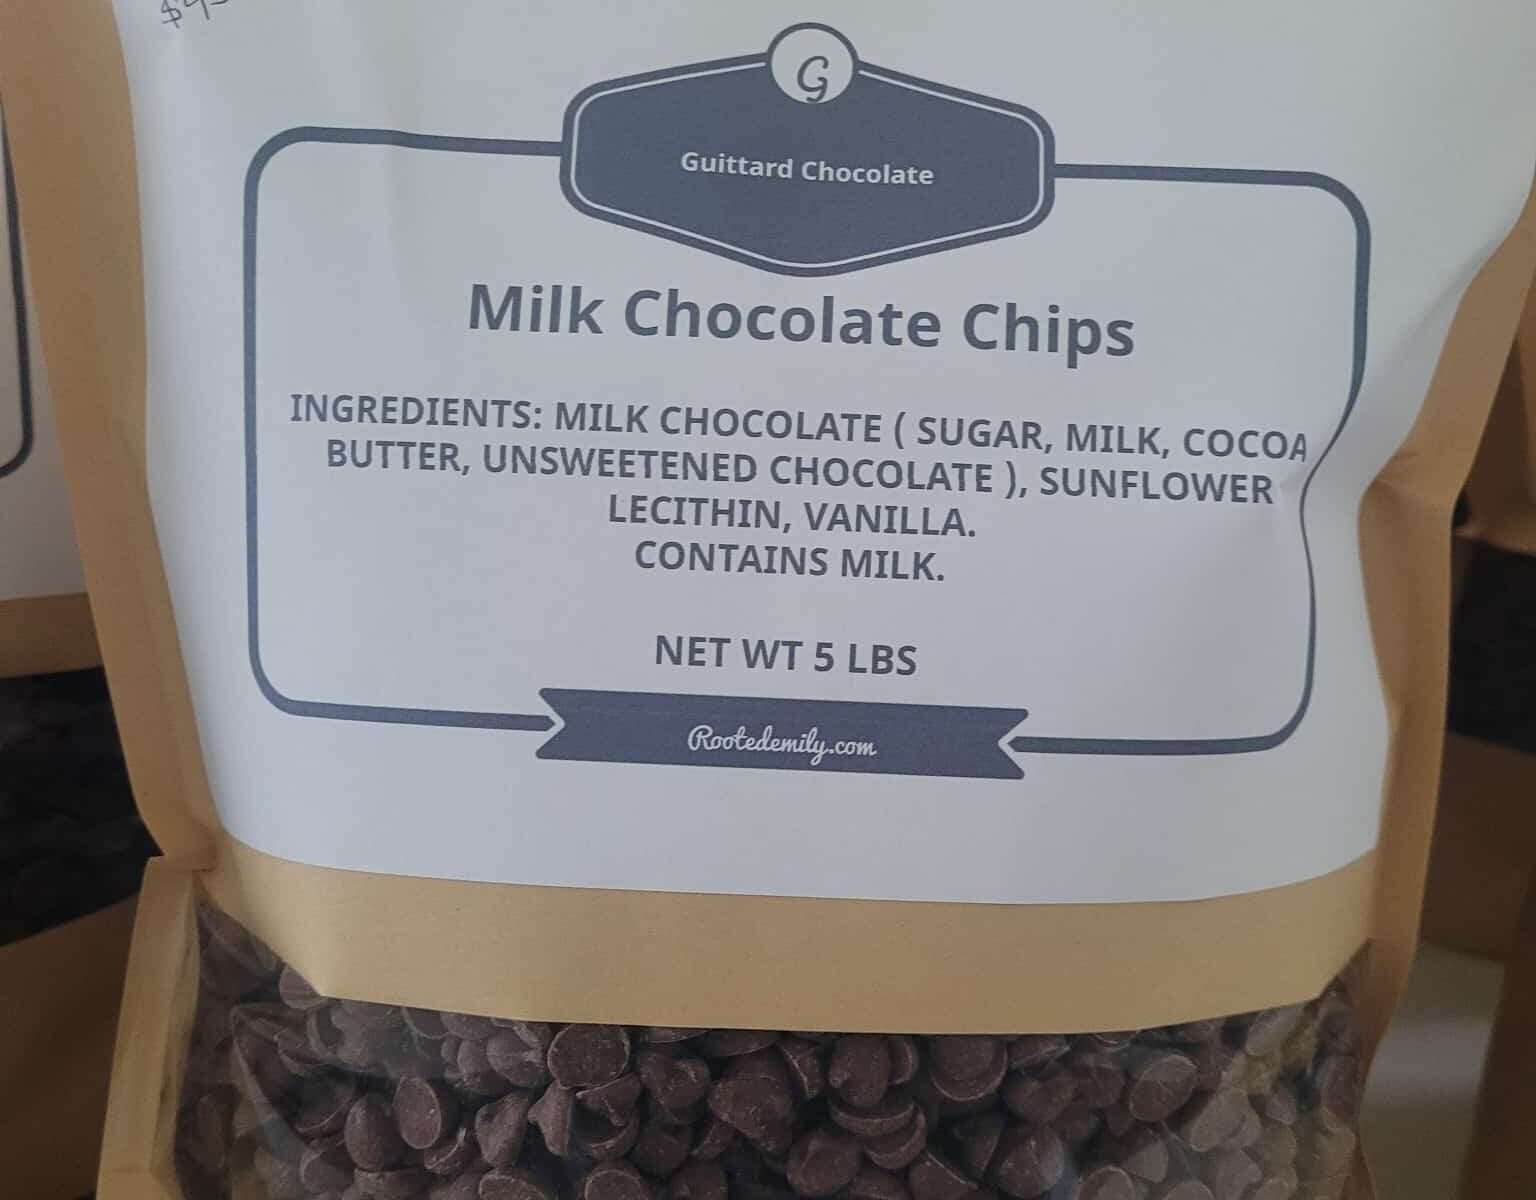 G
Guittard Chocolate
Milk Chocolate Chips
INGREDIENTS: MILK CHOCOLATE ( SUGAR, MILK, COCOA
BUTTER, UNSWEETENED CHOCOLATE ), SUNFLOWER
LECITHIN, VANILLA.
CONTAINS MILK.
NET WT 5 LBS
Rootedemily.com